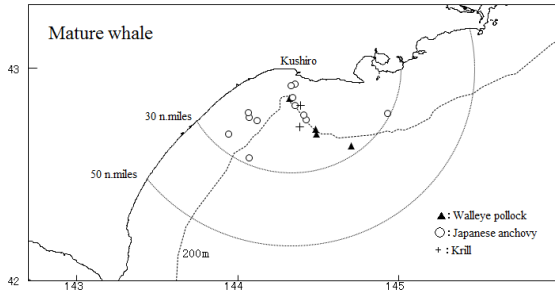 Mature whale
Kushiro
43
30 n.miles
50 n.miles
▲: Walleye pollock
○: Japanese anchovy
+: Krill
200m
42
143
144
145